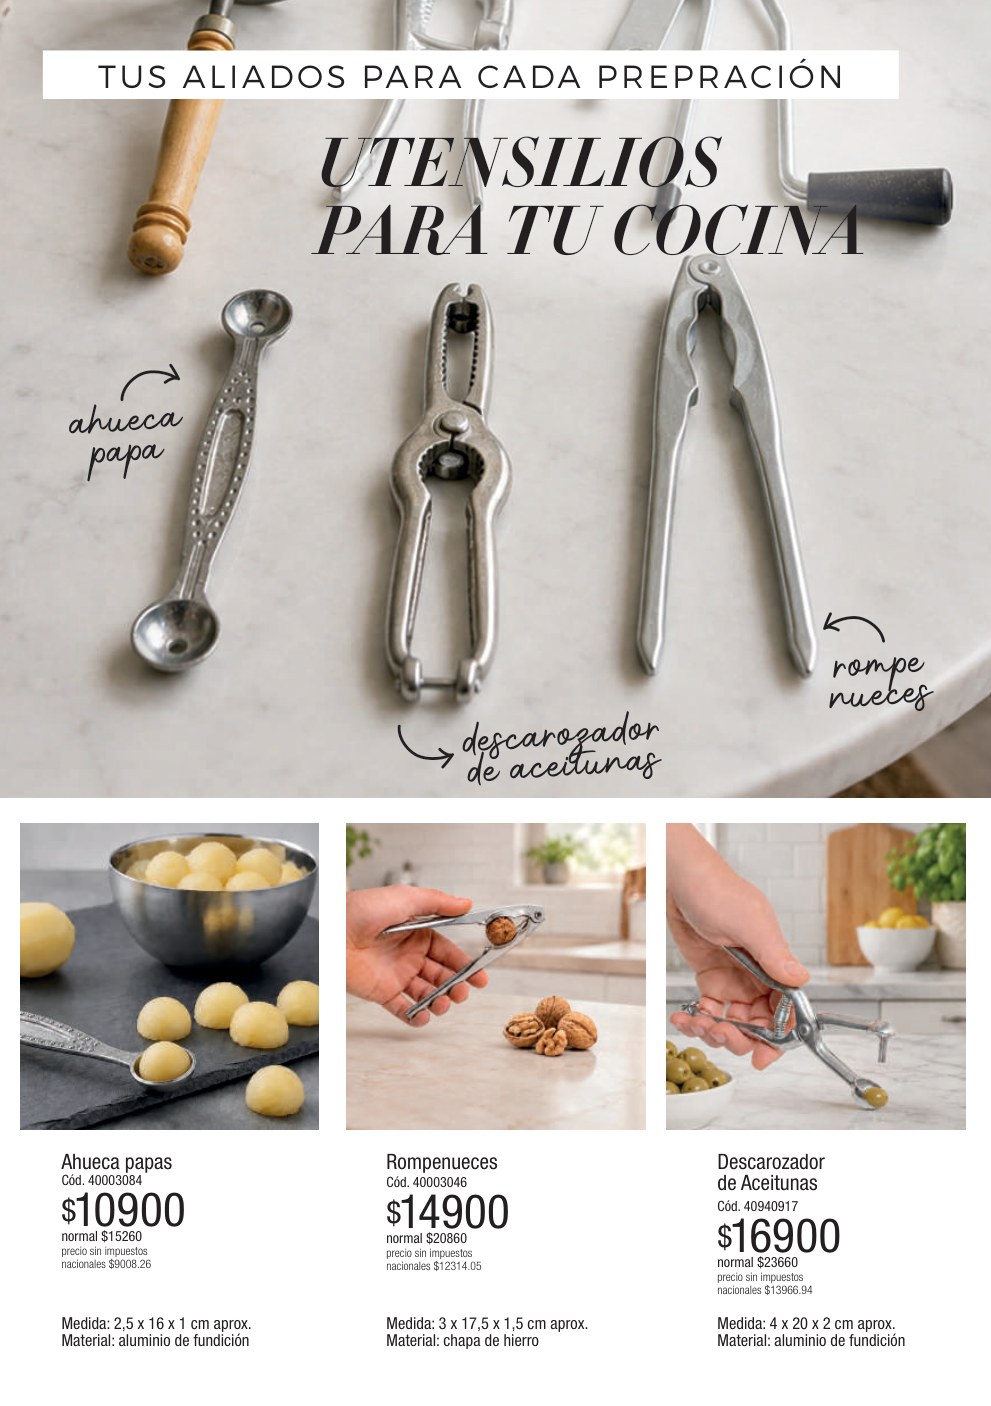 TUS ALIADOS PARA CADA PREPRACIÓN
UTENSILIOS
PARA TU COCINA
ahueca
papa
rompe
nueces
descarozador
de aceitunas
Ahueca papas
Cód. 40003084
$10900
normal $15260
precio sin impuestos
nacionales $9008.26
Medida: 2,5 x 16 x 1 cm aprox.
Material: aluminio de fundición
Rompenueces
Cód. 40003046
$14900
normal $20860
precio sin impuestos
nacionales $12314.05
Medida: 3 x 17,5 x 1,5 cm aprox.
Material: chapa de hierro
Descarozador
de Aceitunas
Cód. 40940917
$16900
normal $23660
precio sin impuestos
nacionales $13966.94
Medida: 4 x 20 x 2 cm aprox.
Material: aluminio de fundición